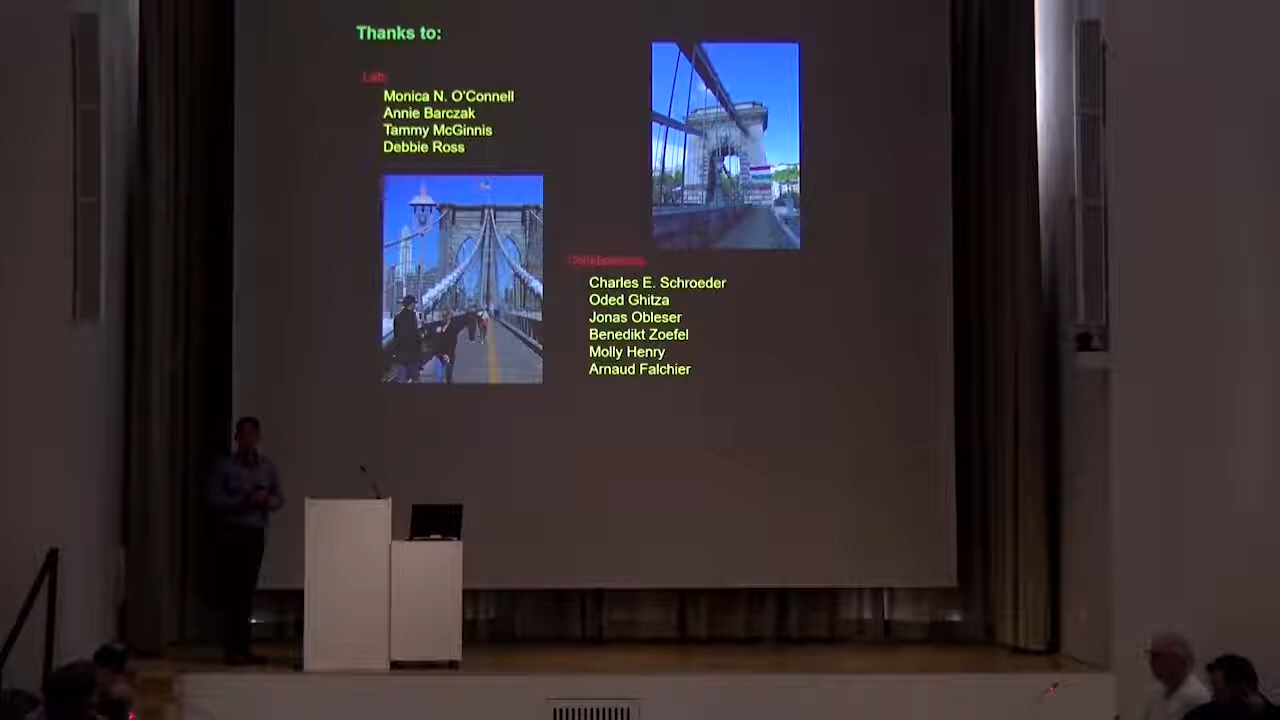 Thanks to:
Lab:
Monica N. O'Connell
Annie Barczak
Tammy McGinnis
Debbie Ross
Collaborators:
Charles E. Schroeder
Oded Ghitza
Jonas Obleser
Benedikt Zoefel
Molly Henry
Arnaud Falchier